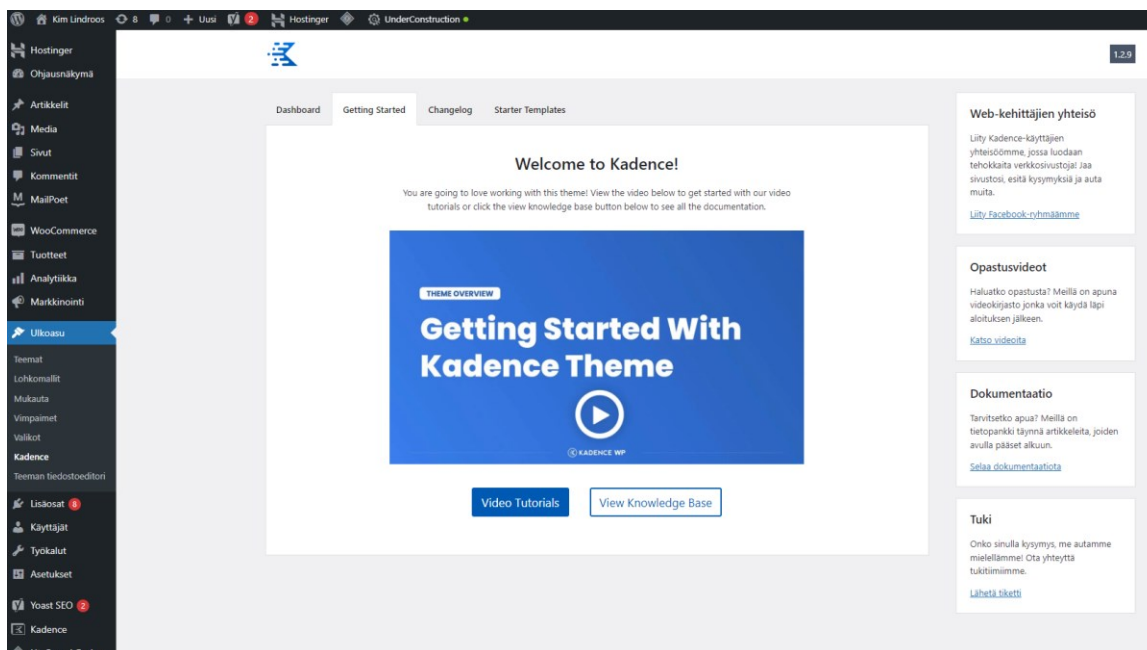 Kim Lindroos 8 0 + Uusi 2 Hostinger UnderConstruction
Hostinger
Ohjausnäkymä
Artikkelit
Media
Sivut
Kommentit
MailPoet
WooCommerce
Tuotteet
Analytiikka
Markkinointi
Ulkoasu
Teemat
Lohkomallit
Mukauta
Vimpaimet
Valikot
Kadence
Teeman tiedostoeditori
Lisäosat 8
Käyttäjät
Työkalut
Asetukset
Yoast SEO 2
Kadence
1.2.9
Dashboard Getting Started Changelog Starter Templates
Welcome to Kadence!
You are going to love working with this theme! View the video below to get started with our video
tutorials or click the view knowledge base button below to see all the documentation.
THEME OVERVIEW
Getting Started With
Kadence Theme
KADENCE WP
Video Tutorials View Knowledge Base
Web-kehittäjien yhteisö
Liity Kadence-käyttäjien
yhteisöömme, jossa luodaan
tehokkaita verkkosivustoja! Jaa
sivustosi, esitä kysymyksiä ja auta
muita.
Liity Facebook-ryhmäämme
Opastusvideot
Haluatko opastusta? Meillä on apuna
videokirjasto jonka voit käydä läpi
aloituksen jälkeen.
Katso videoita
Dokumentaatio
Tarvitsetko apua? Meillä on
tietopankki täynnä artikkeleita, joiden
avulla pääset alkuun.
Selaa dokumentaatiota
Tuki
Onko sinulla kysymys, me autamme
mielellämme! Ota yhteyttä
tukitiimiimme.
Lähetä tiketti